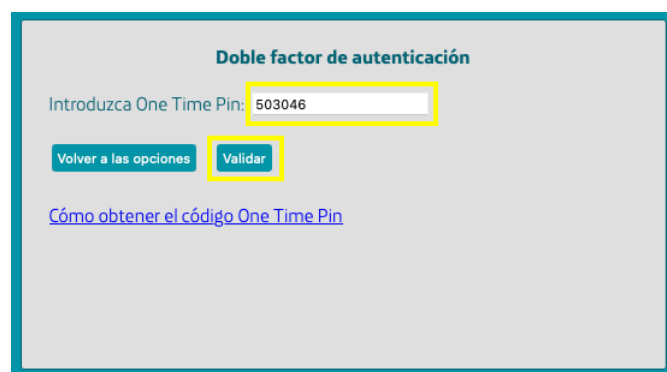 Doble factor de autenticación
Introduzca One Time Pin: 503046
Volver a las opciones Validar
Cómo obtener el código One Time Pin